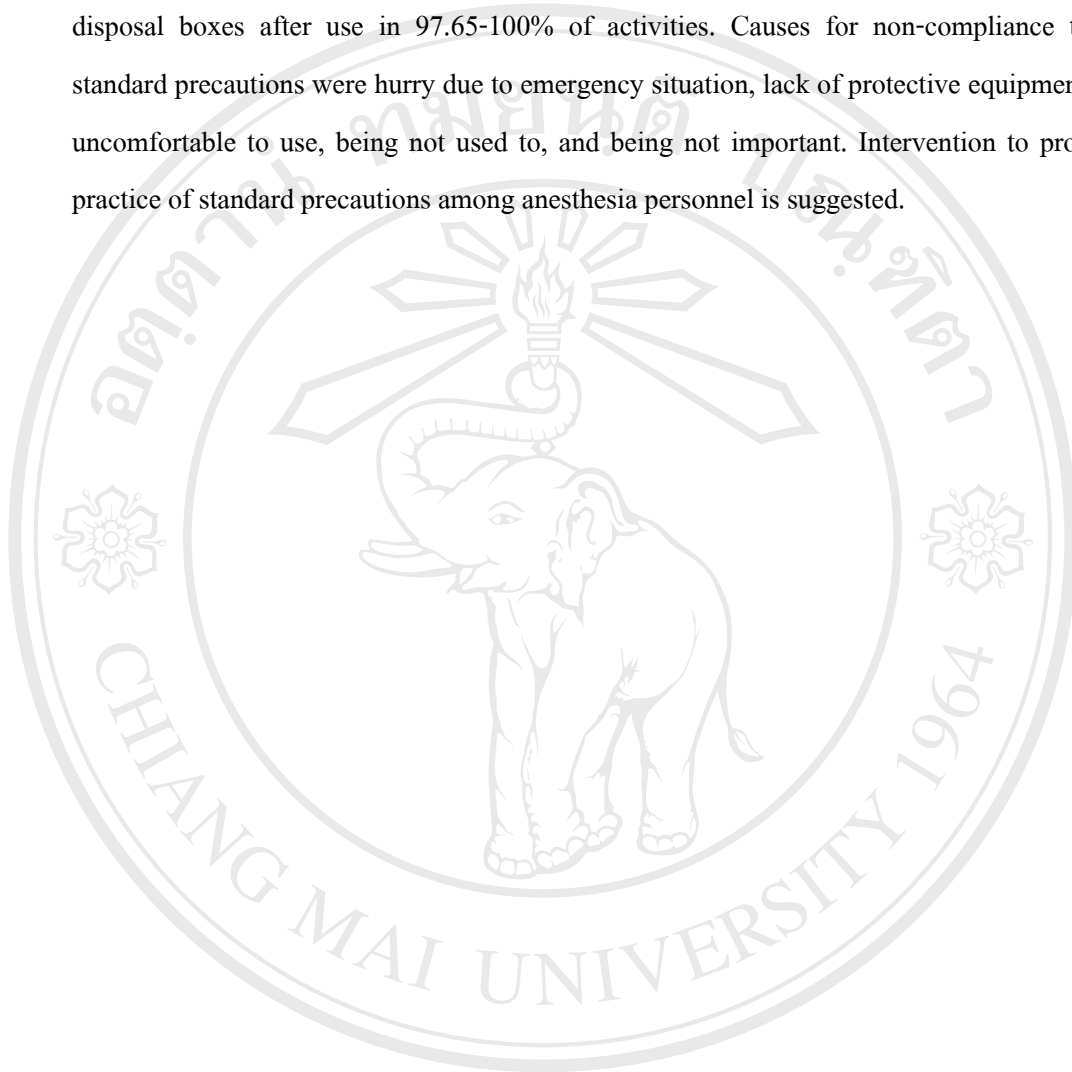 disposal boxes after use in 97.65-100% of activities. Causes for non-compliance
standard precautions were hurry due to emergency situation, lack of protective
uncomfortable to use, being not used to, and being not important. Intervention to
practice of standard precautions among anesthesia personnel is suggested.
CHIANG MAI UNIVERSITY 1964